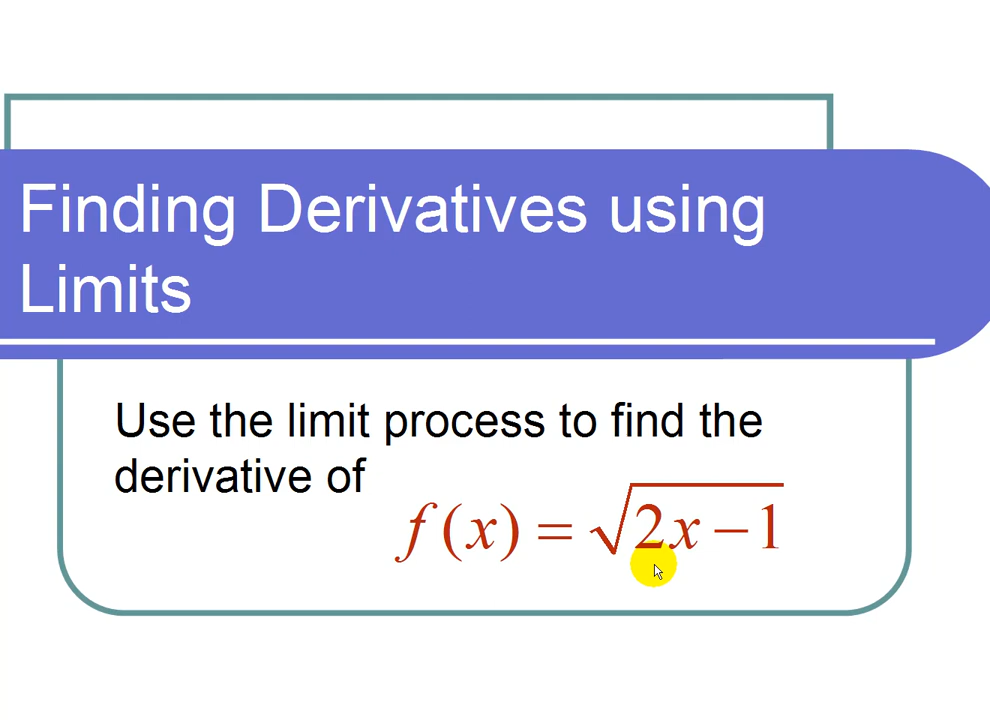 Finding Derivatives using
Limits
Use the limit process to find the
derivative of
f(x) = √(2x − 1)